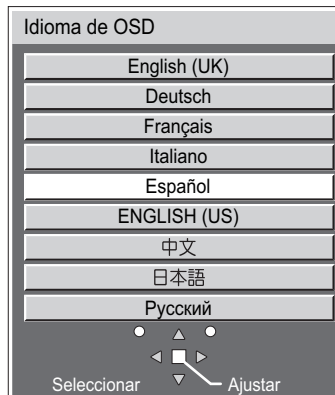 Idioma de OSD
English (UK)
Deutsch
Français
Italiano
Español
ENGLISH (US)
中文
日本語
Русский
Seleccionar Ajustar